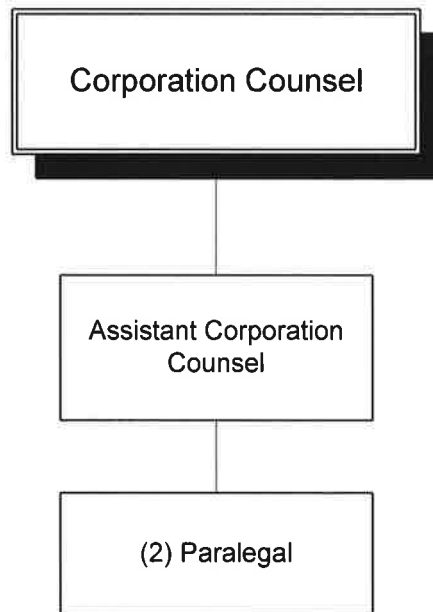 Corporation Counsel
Assistant Corporation
Counsel
(2) Paralegal